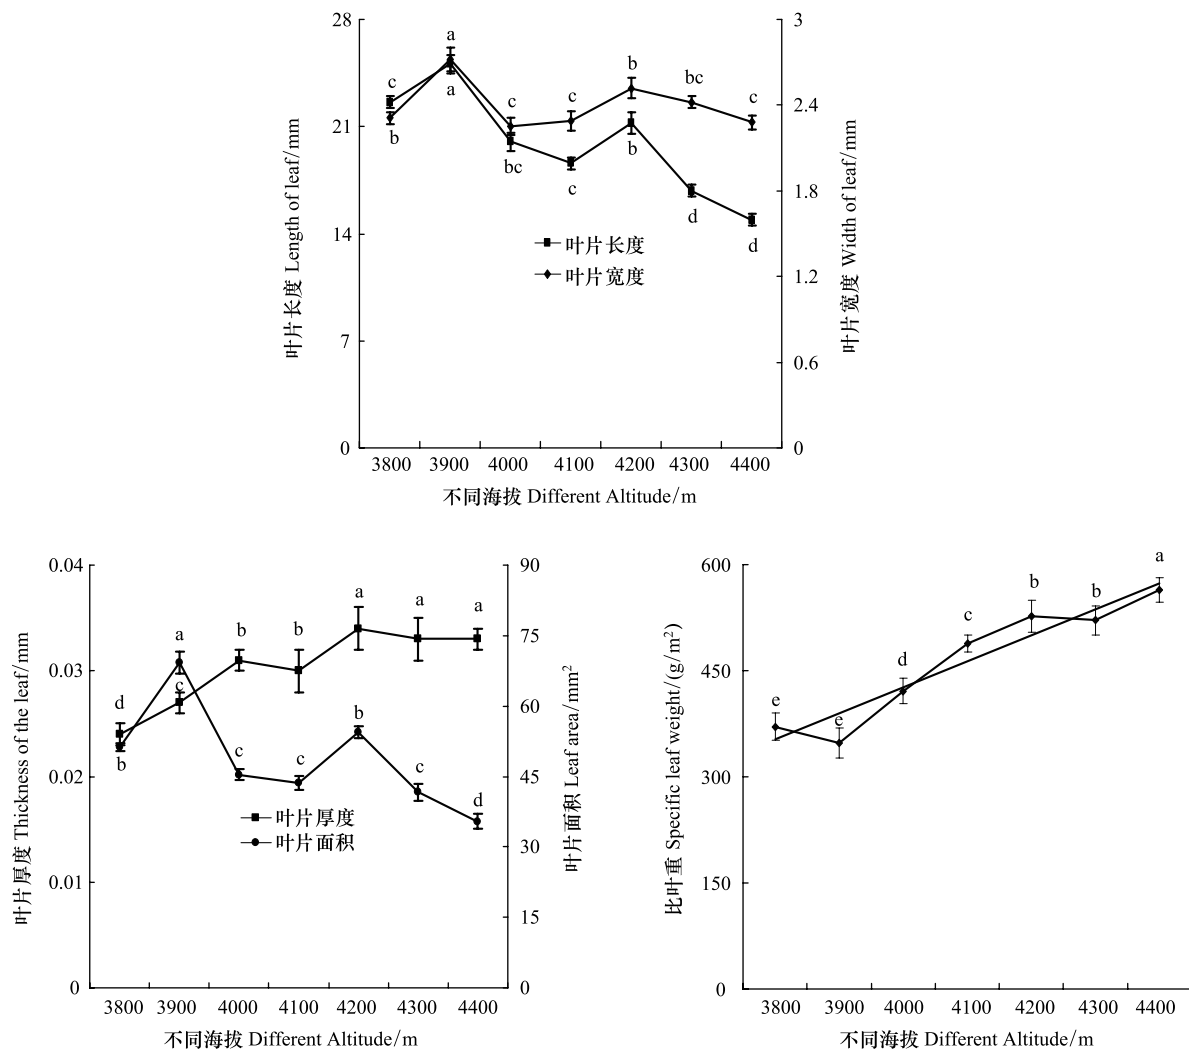 28
21
14
7
0
叶片长度 Length of leaf/mm
3
2.4
1.8
1.2
0.6
0
叶片宽度 Width of leaf/mm
c
a
c
c
b
bc
c
b
a
bc
c
b
d
d
叶片长度
叶片宽度
3800 3900 4000 4100 4200 4300 4400
不同海拔 Different Altitude/m
0.04
0.03
0.02
0.01
0
叶片厚度 Thickness of the leaf/mm
90
75
60
45
30
15
0
叶片面积 Leaf area/mm²
d
c
b
b
a
a
a
b
a
c
c
b
c
d
叶片厚度
叶片面积
3800 3900 4000 4100 4200 4300 4400
不同海拔 Different Altitude/m
600
450
300
150
0
比叶重 Specific leaf weight/(g/m²)
e
e
d
c
b
b
a
3800 3900 4000 4100 4200 4300 4400
不同海拔 Different Altitude/m